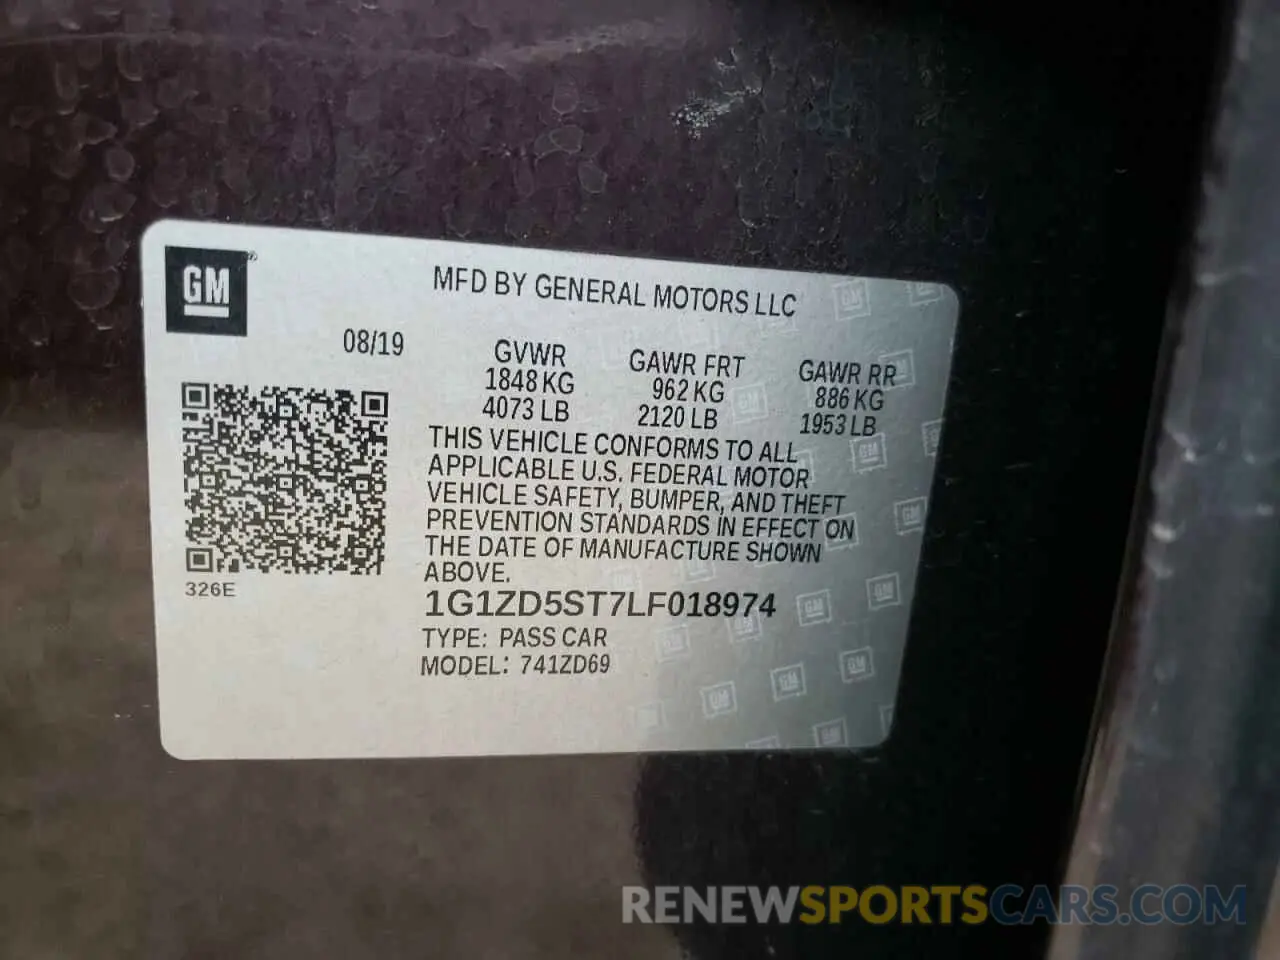 GM
MFD BY GENERAL MOTORS LLC
08/19
GVWR GAWR FRT GAWR RR
1848 KG 962 KG 886 KG
4073 LB 2120 LB 1953 LB
THIS VEHICLE CONFORMS TO ALL
APPLICABLE U.S. FEDERAL MOTOR
VEHICLE SAFETY, BUMPER, AND THEFT
PREVENTION STANDARDS IN EFFECT ON
THE DATE OF MANUFACTURE SHOWN
ABOVE.
326E
1G1ZD5ST7LF018974
TYPE: PASS CAR
MODEL: 741ZD69
RENEWSPORTSCARS.COM